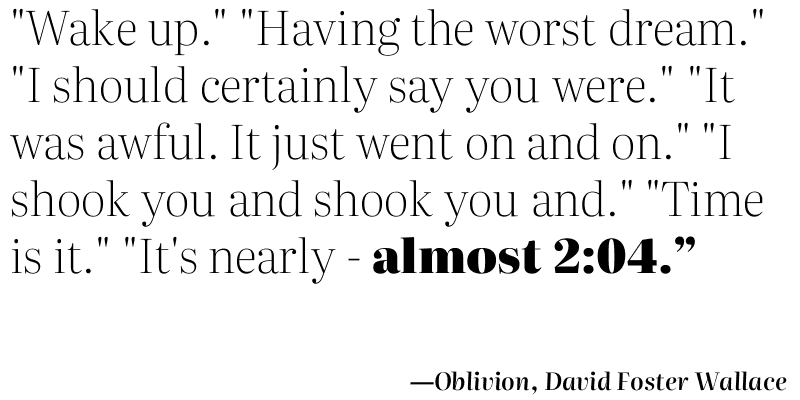 "Wake up." "Having the worst dream."
"I should certainly say you were." "It
was awful. It just went on and on." "I
shook you and shook you and." "Time
is it." "It's nearly - almost 2:04.”
—Oblivion, David Foster Wallace